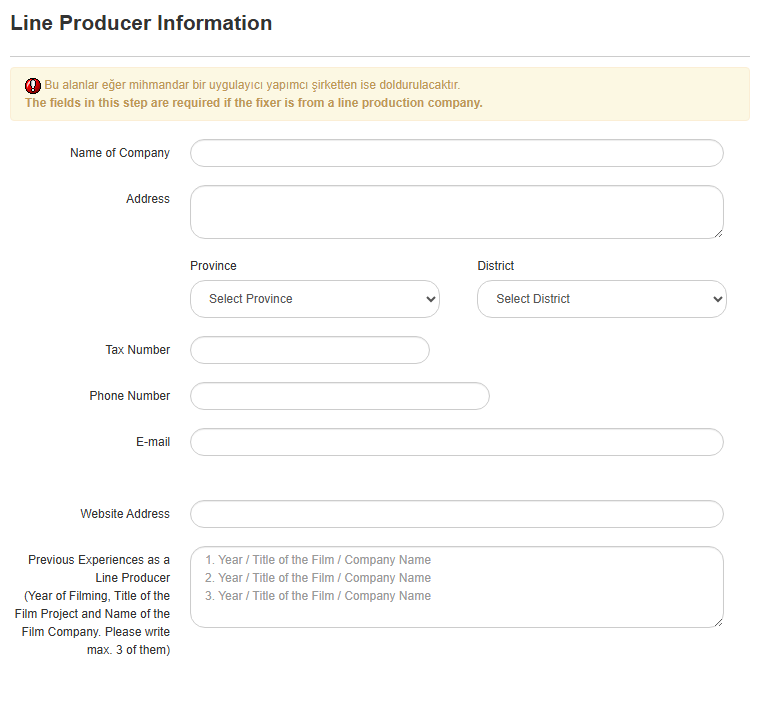 Line Producer Information
Bu alanlar eğer mihmandar bir uygulayıcı yapımcı şirketten ise doldurulacaktır.
The fields in this step are required if the fixer is from a line production company.
Name of Company
Address
Province
District
Select Province
Select District
Tax Number
Phone Number
E-mail
Website Address
Previous Experiences as a
Line Producer
(Year of Filming, Title of the
Film Project and Name of the
Film Company. Please write
max. 3 of them)
1. Year / Title of the Film / Company Name
2. Year / Title of the Film / Company Name
3. Year / Title of the Film / Company Name